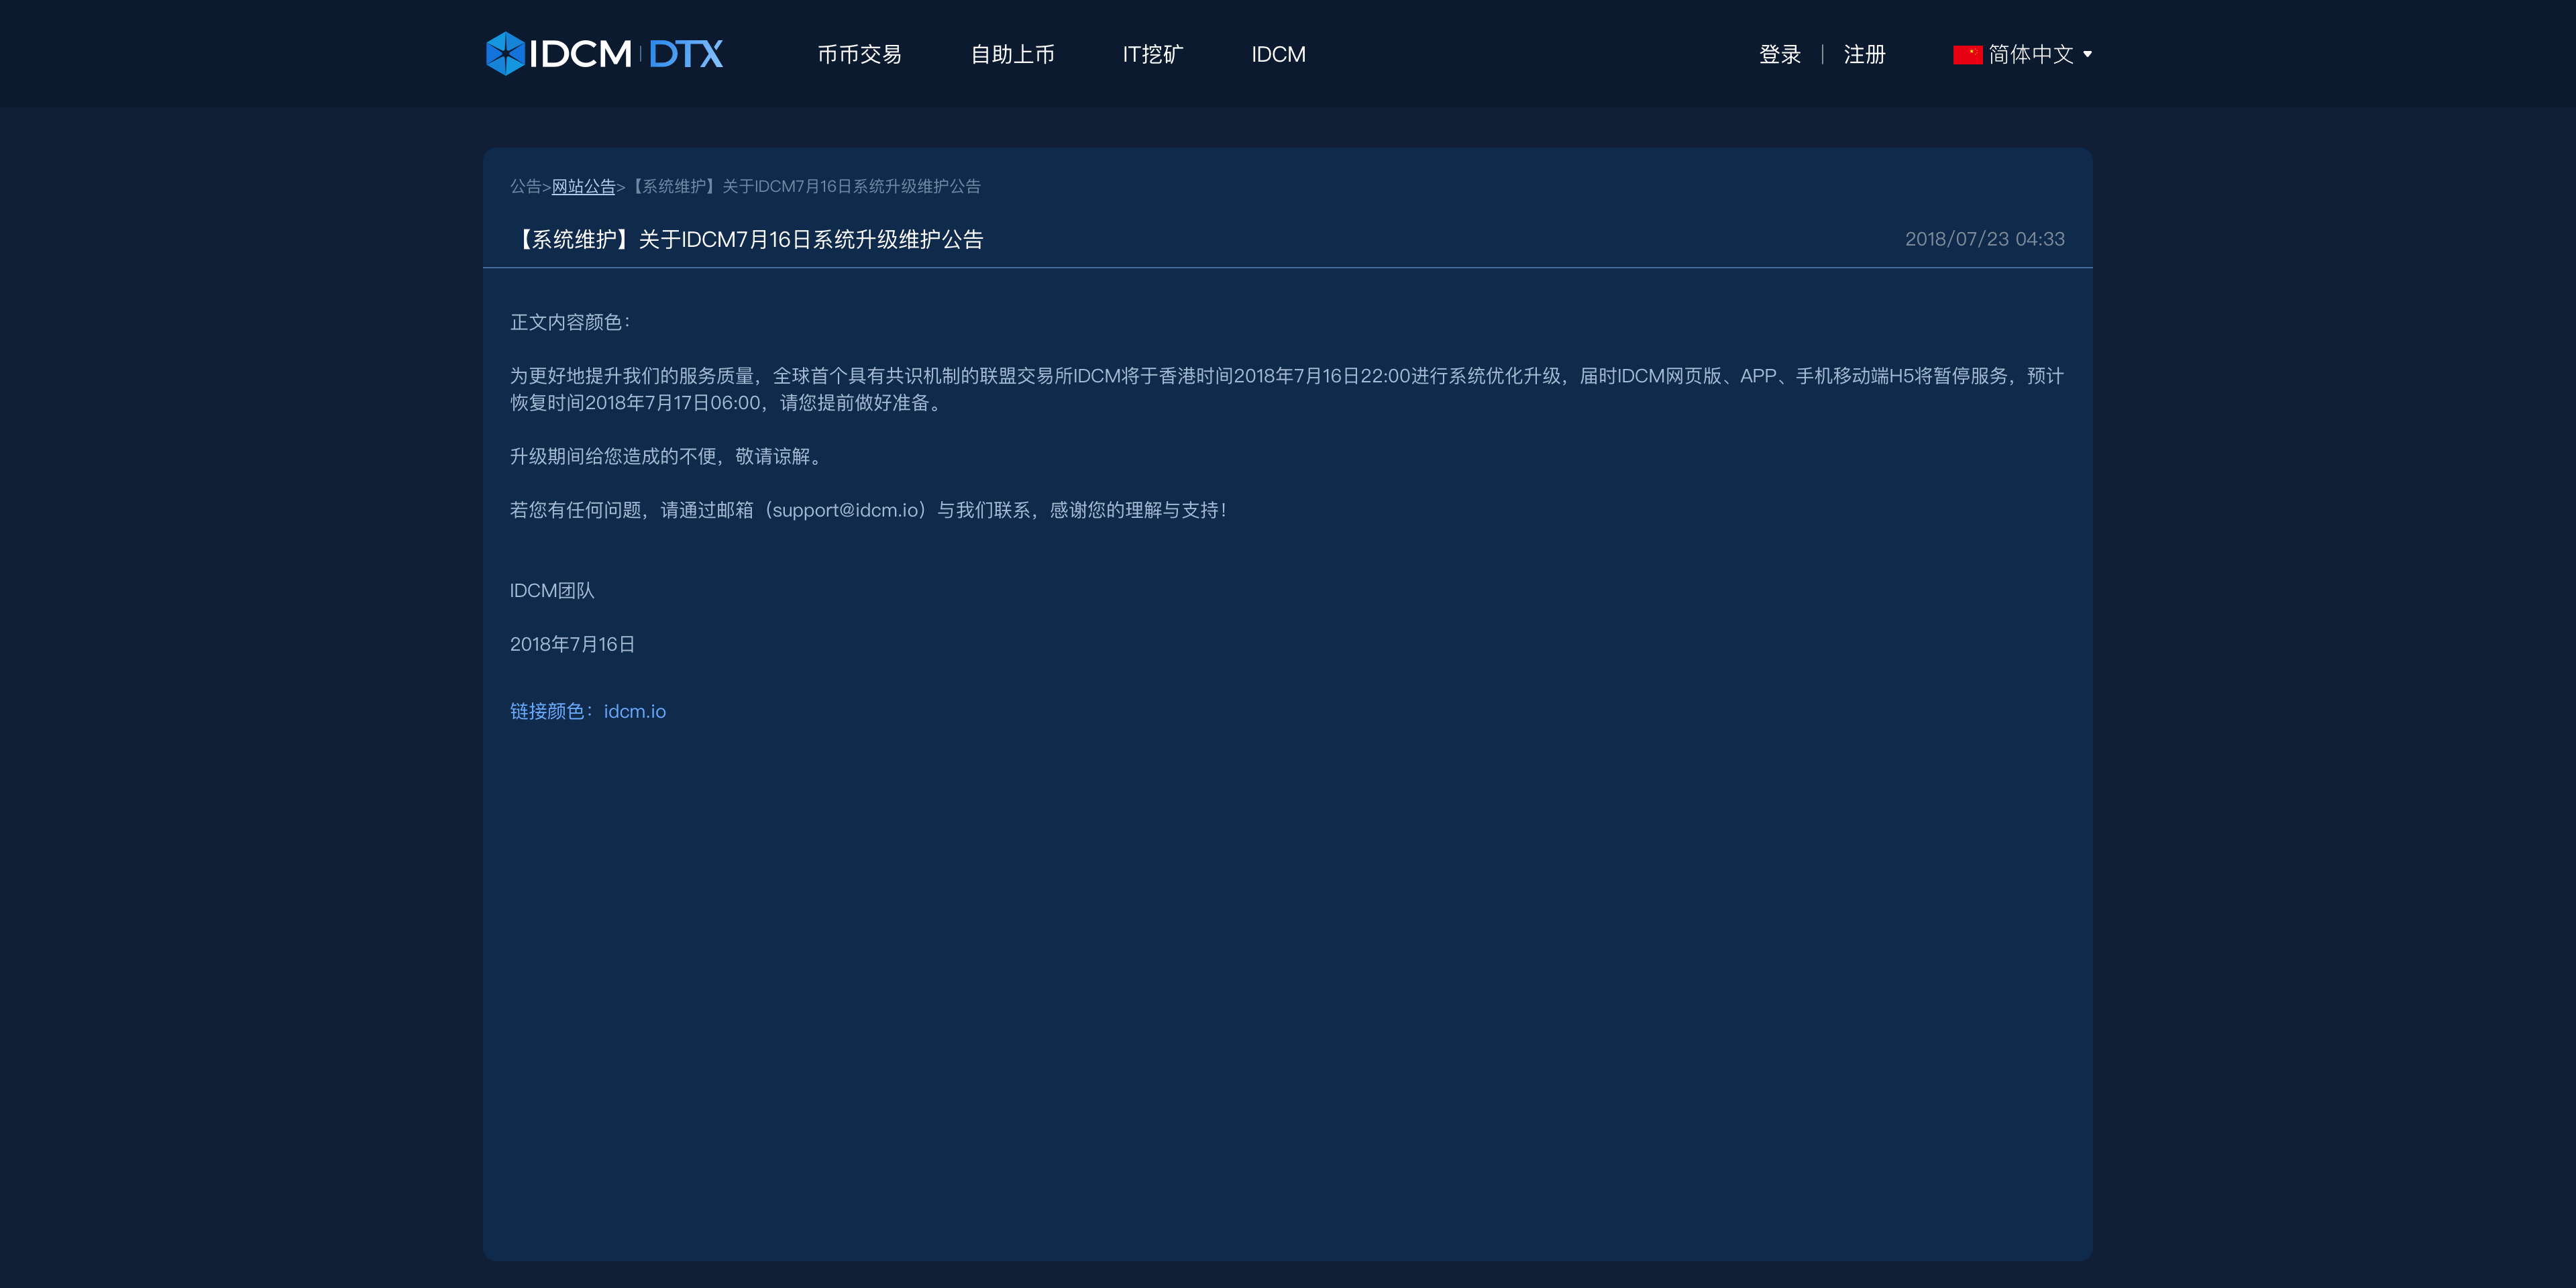 IDCM | DTX 币币交易 自助上币 IT挖矿 IDCM 登录 | 注册 简体中文
公告>网站公告>【系统维护】关于IDCM7月16日系统升级维护公告
【系统维护】关于IDCM7月16日系统升级维护公告 2018/07/23 04:33
正文内容颜色：
为更好地提升我们的服务质量，全球首个具有共识机制的联盟交易所IDCM将于香港时间2018年7月16日22:00进行系统优化升级，届时IDCM网页版、APP、手机移动端H5将暂停服务，预计
恢复时间2018年7月17日06:00，请您提前做好准备。
升级期间给您造成的不便，敬请谅解。
若您有任何问题，请通过邮箱（support@idcm.io）与我们联系，感谢您的理解与支持！
IDCM团队
2018年7月16日
链接颜色：idcm.io